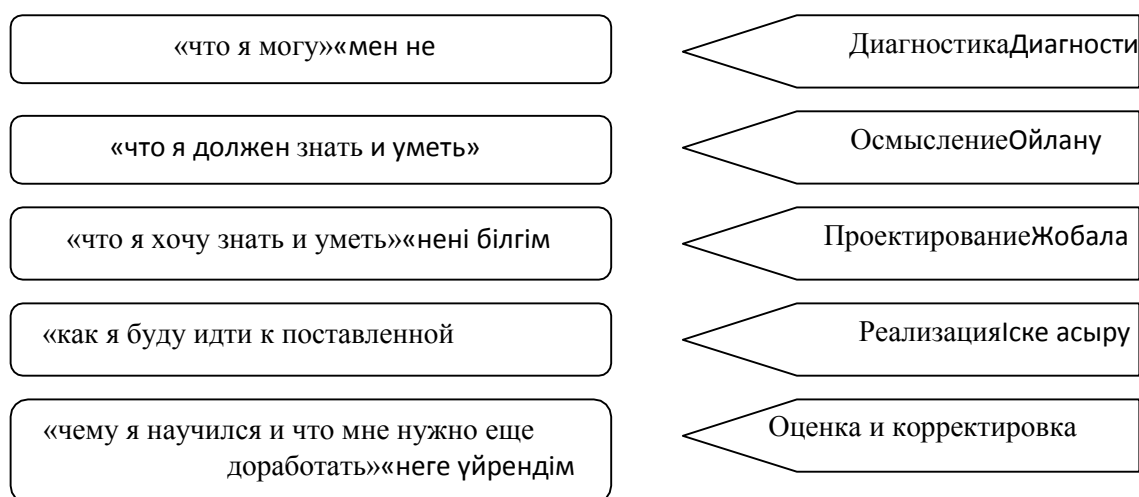 «что я могу»«мен не
ДиагностикаДиагности
«что я должен знать и уметь»
ОсмыслениеОйлану
«что я хочу знать и уметь»«нені білгім
ПроектированиеЖобала
«как я буду идти к поставленной
РеализацияІске асыру
«чему я научился и что мне нужно еще
доработать»«неге үйрендім
Оценка и корректировка